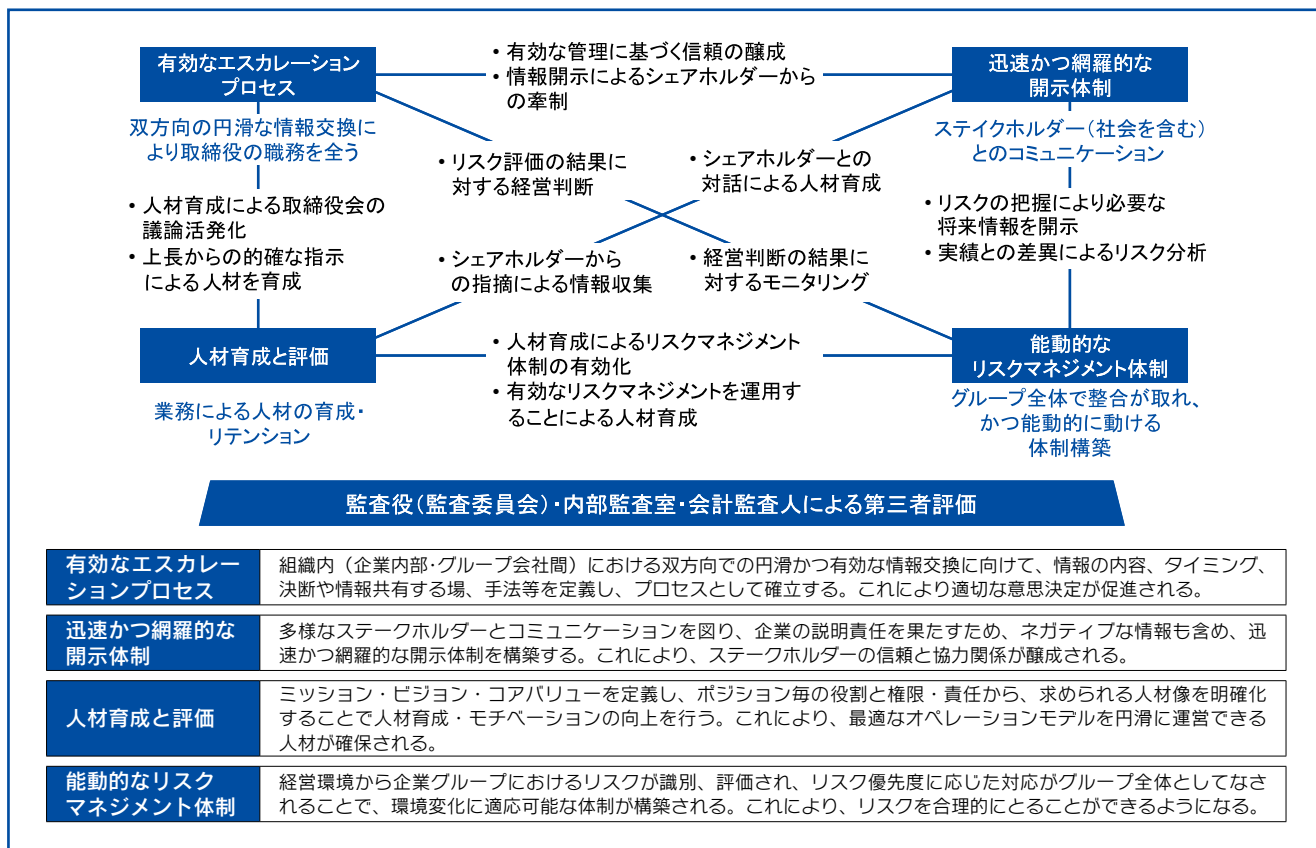 有効なエスカレーション
プロセス
・有効な管理に基づく信頼の醸成
・情報開示によるシェアホルダーから
の牽制
迅速かつ網羅的な
開示体制
双方向の円滑な情報交換に
より取締役の職務を全う
・リスク評価の結果に
対する経営判断
・シェアホルダーとの
対話による人材育成
ステイクホルダー(社会を含む)
とのコミュニケーション
・人材育成による取締役会の
議論活発化
・上長からの的確な指示
による人材を育成
・シェアホルダーから
の指摘による情報収集
・経営判断の結果に
対するモニタリング
・リスクの把握により必要な
将来情報を開示
・実績との差異によるリスク分析
人材育成と評価
・人材育成によるリスクマネジメント
体制の有効化
・有効なリスクマネジメントを運用す
ることによる人材育成
能動的な
リスクマネジメント体制
業務による人材の育成・
リテンション
グループ全体で整合が取れ、
かつ能動的に動ける
体制構築
監査役(監査委員会)・内部監査室・会計監査人による第三者評価
有効なエスカレー
ションプロセス
組織内（企業内部・グループ会社間）における双方向での円滑かつ有効な情報交換に向けて、情報の内容、タイミング、
決断や情報共有する場、手法等を定義し、プロセスとして確立する。これにより適切な意思決定が促進される。
迅速かつ網羅的な
開示体制
多様なステークホルダーとコミュニケーションを図り、企業の説明責任を果たすため、ネガティブな情報も含め、迅
速かつ網羅的な開示体制を構築する。これにより、ステークホルダーの信頼と協力関係が醸成される。
人材育成と評価
ミッション・ビジョン・コアバリューを定義し、ポジション毎の役割と権限・責任から、求められる人材像を明確化
することで人材育成・モチベーションの向上を行う。これにより、最適なオペレーションモデルを円滑に運営できる
人材が確保される。
能動的なリスク
マネジメント体制
経営環境から企業グループにおけるリスクが識別、評価され、リスク優先度に応じた対応がグループ全体としてなさ
れることで、環境変化に適応可能な体制が構築される。これにより、リスクを合理的にとることができるようになる。